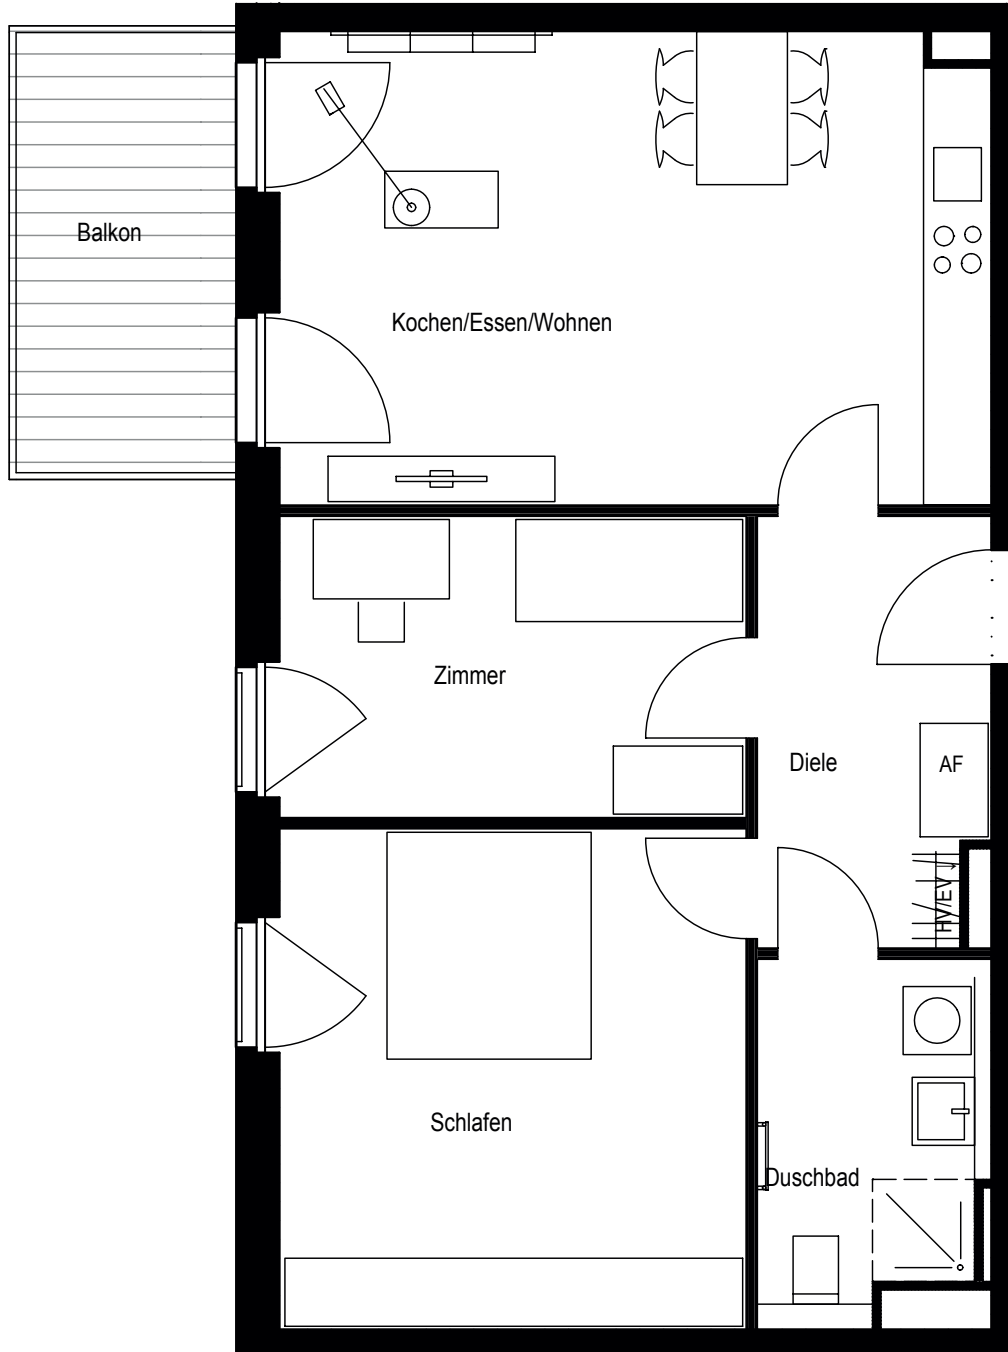 Balkon
Kochen/Essen/Wohnen
Zimmer
Diele
AF
HV/EV
Schlafen
Duschbad